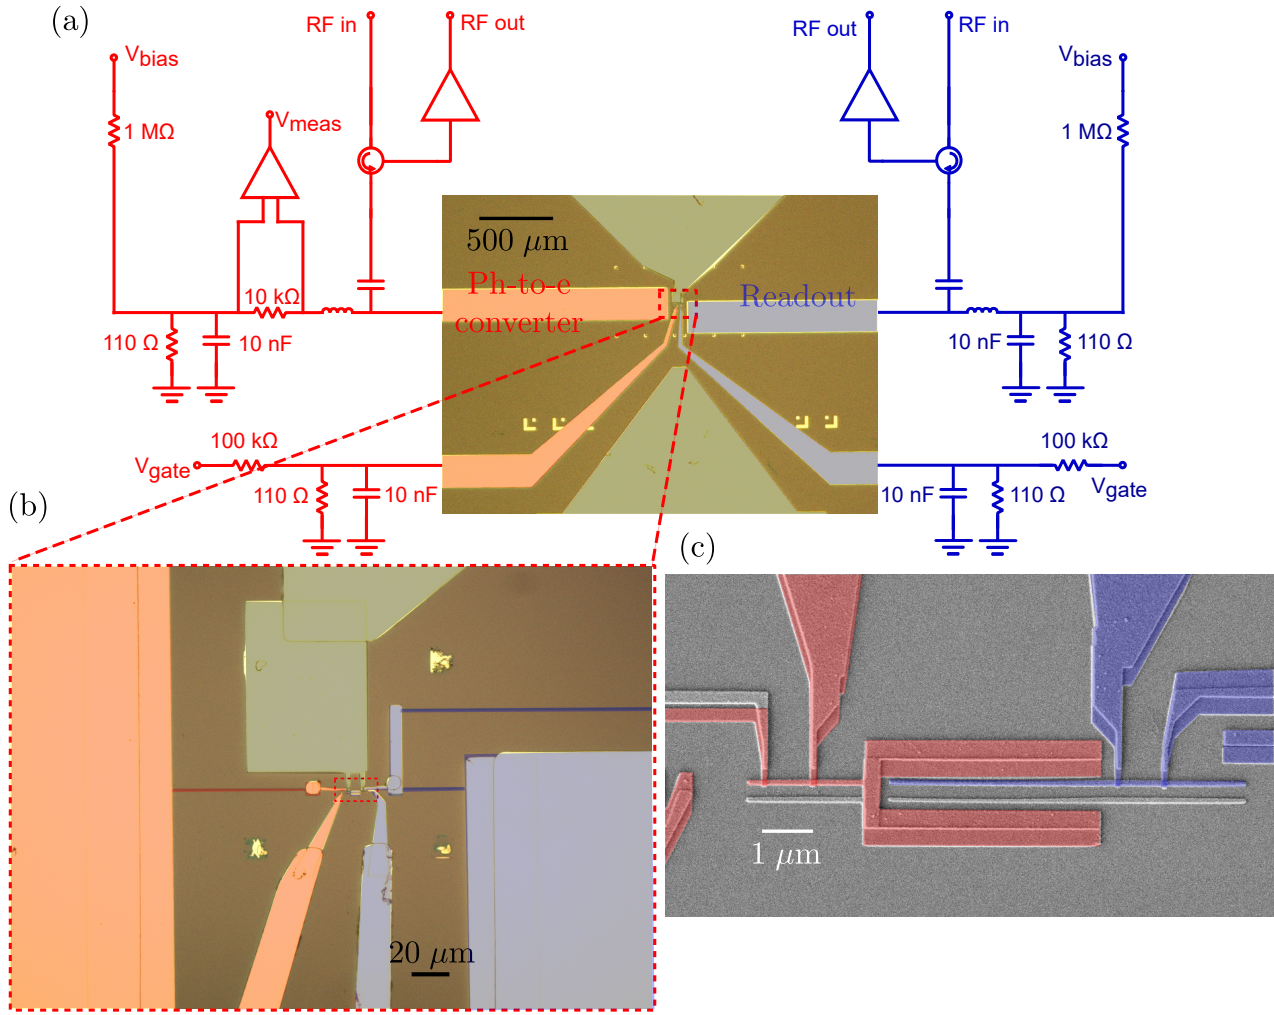 (a)
RF in
RF out
RF out
RF in
Vbias
Vbias
1 MΩ
Vmeas
1 MΩ
500 μm
10 kΩ
Ph-to-e
converter
Readout
110 Ω
10 nF
10 nF
110 Ω
100 kΩ
100 kΩ
Vgate
110 Ω
10 nF
10 nF
110 Ω
Vgate
(b)
(c)
1 μm
20 μm